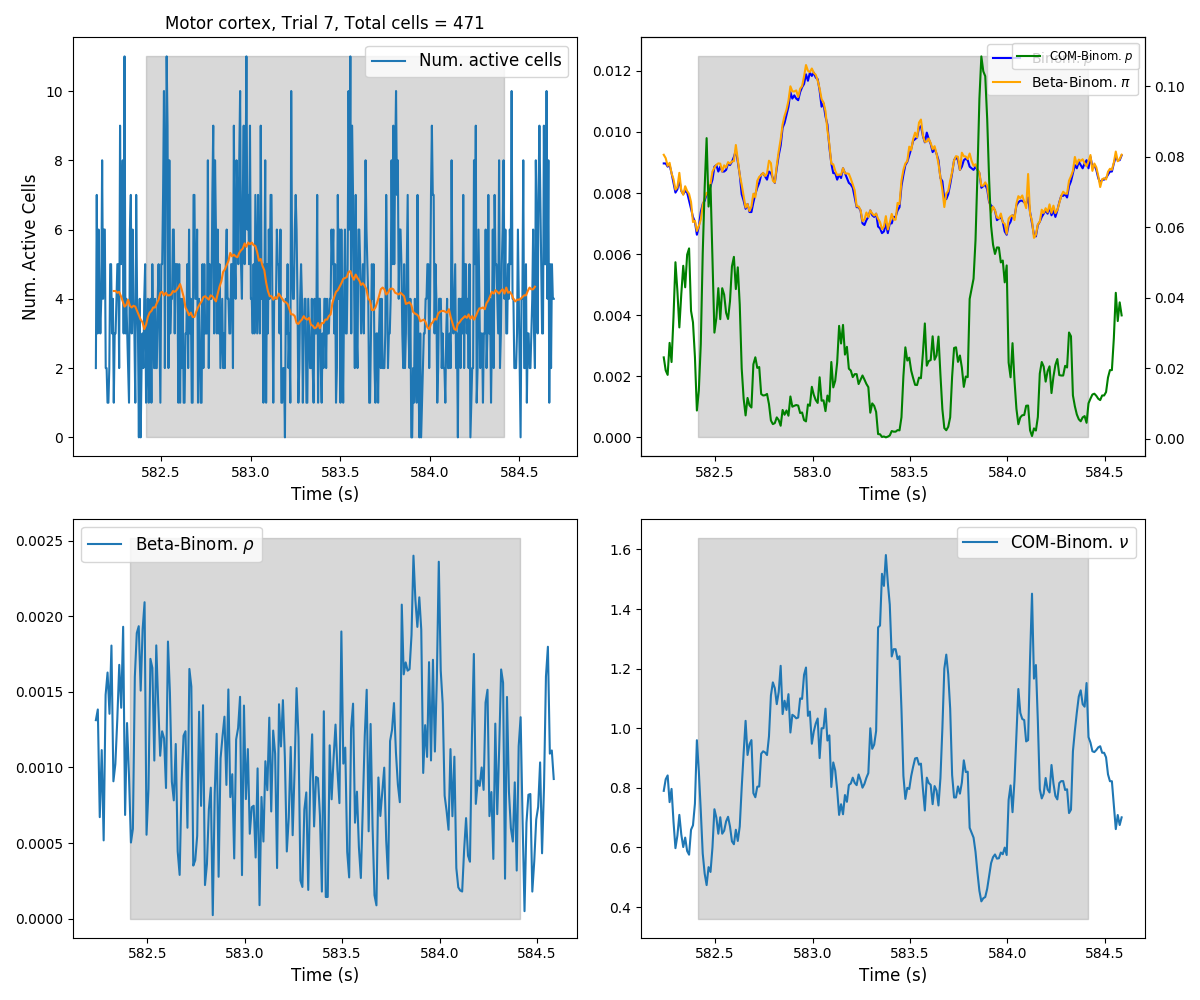 Motor cortex, Trial 7, Total cells = 471
Num. active cells
Num. Active Cells
10
8
6
4
2
0
582.5 583.0 583.5 584.0 584.5
Time (s)
COM-Binom. p
Beta-Binom. π
0.012
0.010
0.008
0.006
0.004
0.002
0.000
0.10
0.08
0.06
0.04
0.02
0.00
582.5 583.0 583.5 584.0 584.5
Time (s)
Beta-Binom. ρ
0.0025
0.0020
0.0015
0.0010
0.0005
0.0000
582.5 583.0 583.5 584.0 584.5
Time (s)
COM-Binom. ν
1.6
1.4
1.2
1.0
0.8
0.6
0.4
582.5 583.0 583.5 584.0 584.5
Time (s)